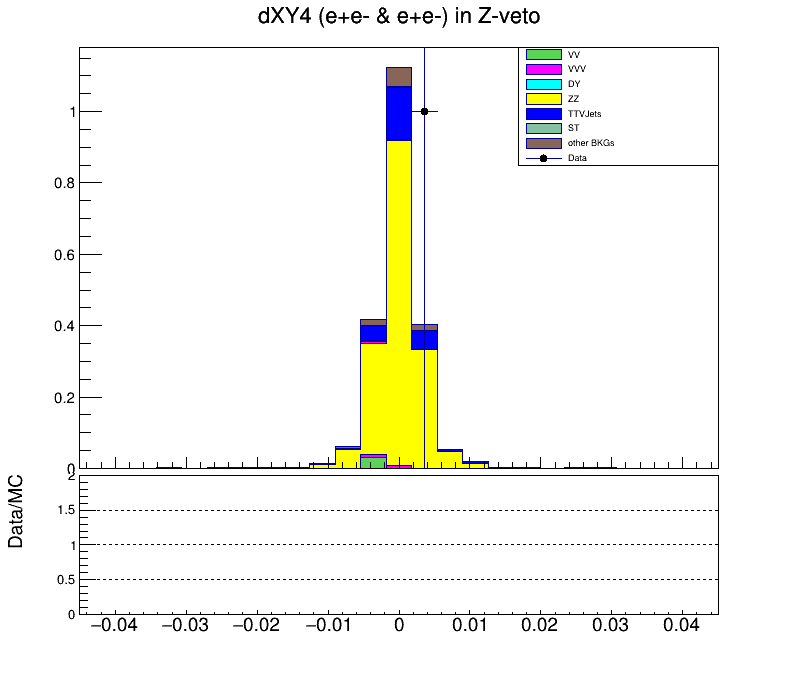 dXY4 (e+e- & e+e-) in Z-veto
VV
VVV
DY
ZZ
TTVJets
ST
other BKGs
Data
1
0.8
0.6
0.4
0.2
0
Data/MC
2
1.5
1
0.5
0
−0.04 −0.03 −0.02 −0.01 0 0.01 0.02 0.03 0.04